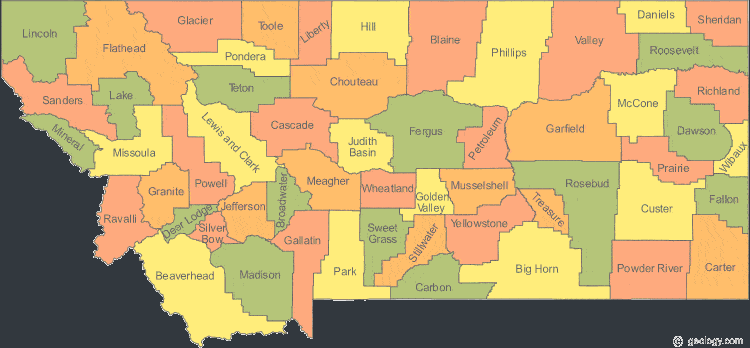 Lincoln
Flathead
Glacier
Toole
Liberty
Hill
Blaine
Phillips
Valley
Daniels
Sheridan
Roosevelt
Pondera
Teton
Chouteau
Sanders
Lake
Mineral
Missoula
Lewis and Clark
Cascade
Judith
Basin
Fergus
Petroleum
Garfield
McCone
Richland
Dawson
Wibaux
Prairie
Powell
Granite
Ravalli
Deer Lodge
Silver
Bow
Jefferson
Broadwater
Meagher
Wheatland
Golden
Valley
Musselshell
Treasure
Rosebud
Custer
Fallon
Beaverhead
Madison
Gallatin
Park
Sweet
Grass
Stillwater
Yellowstone
Carbon
Big Horn
Powder River
Carter
© geology.com